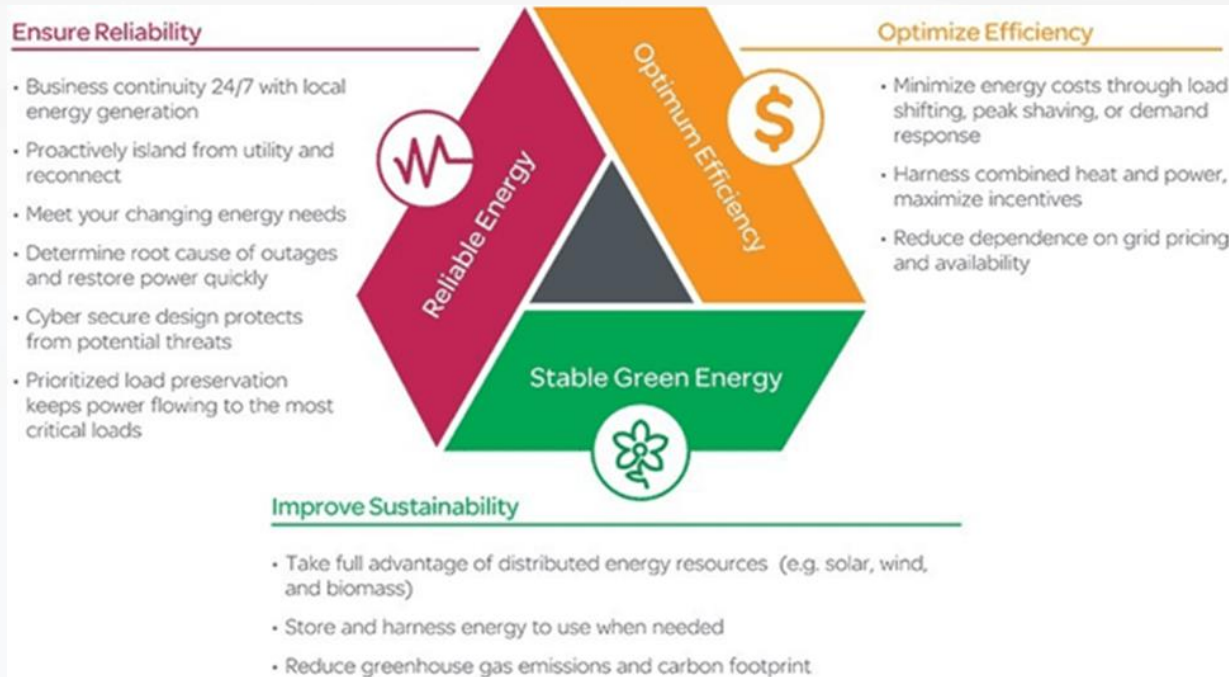 Ensure Reliability
• Business continuity 24/7 with local
energy generation
• Proactively island from utility and
reconnect
• Meet your changing energy needs
• Determine root cause of outages
and restore power quickly
• Cyber secure design protects
from potential threats
• Prioritized load preservation
keeps power flowing to the most
critical loads
Reliable Energy
Optimum Efficiency
$
Stable Green Energy
Optimize Efficiency
• Minimize energy costs through load
shifting, peak shaving, or demand
response
• Harness combined heat and power,
maximize incentives
• Reduce dependence on grid pricing
and availability
Improve Sustainability
• Take full advantage of distributed energy resources (e.g. solar, wind,
and biomass)
• Store and harness energy to use when needed
• Reduce greenhouse gas emissions and carbon footprint